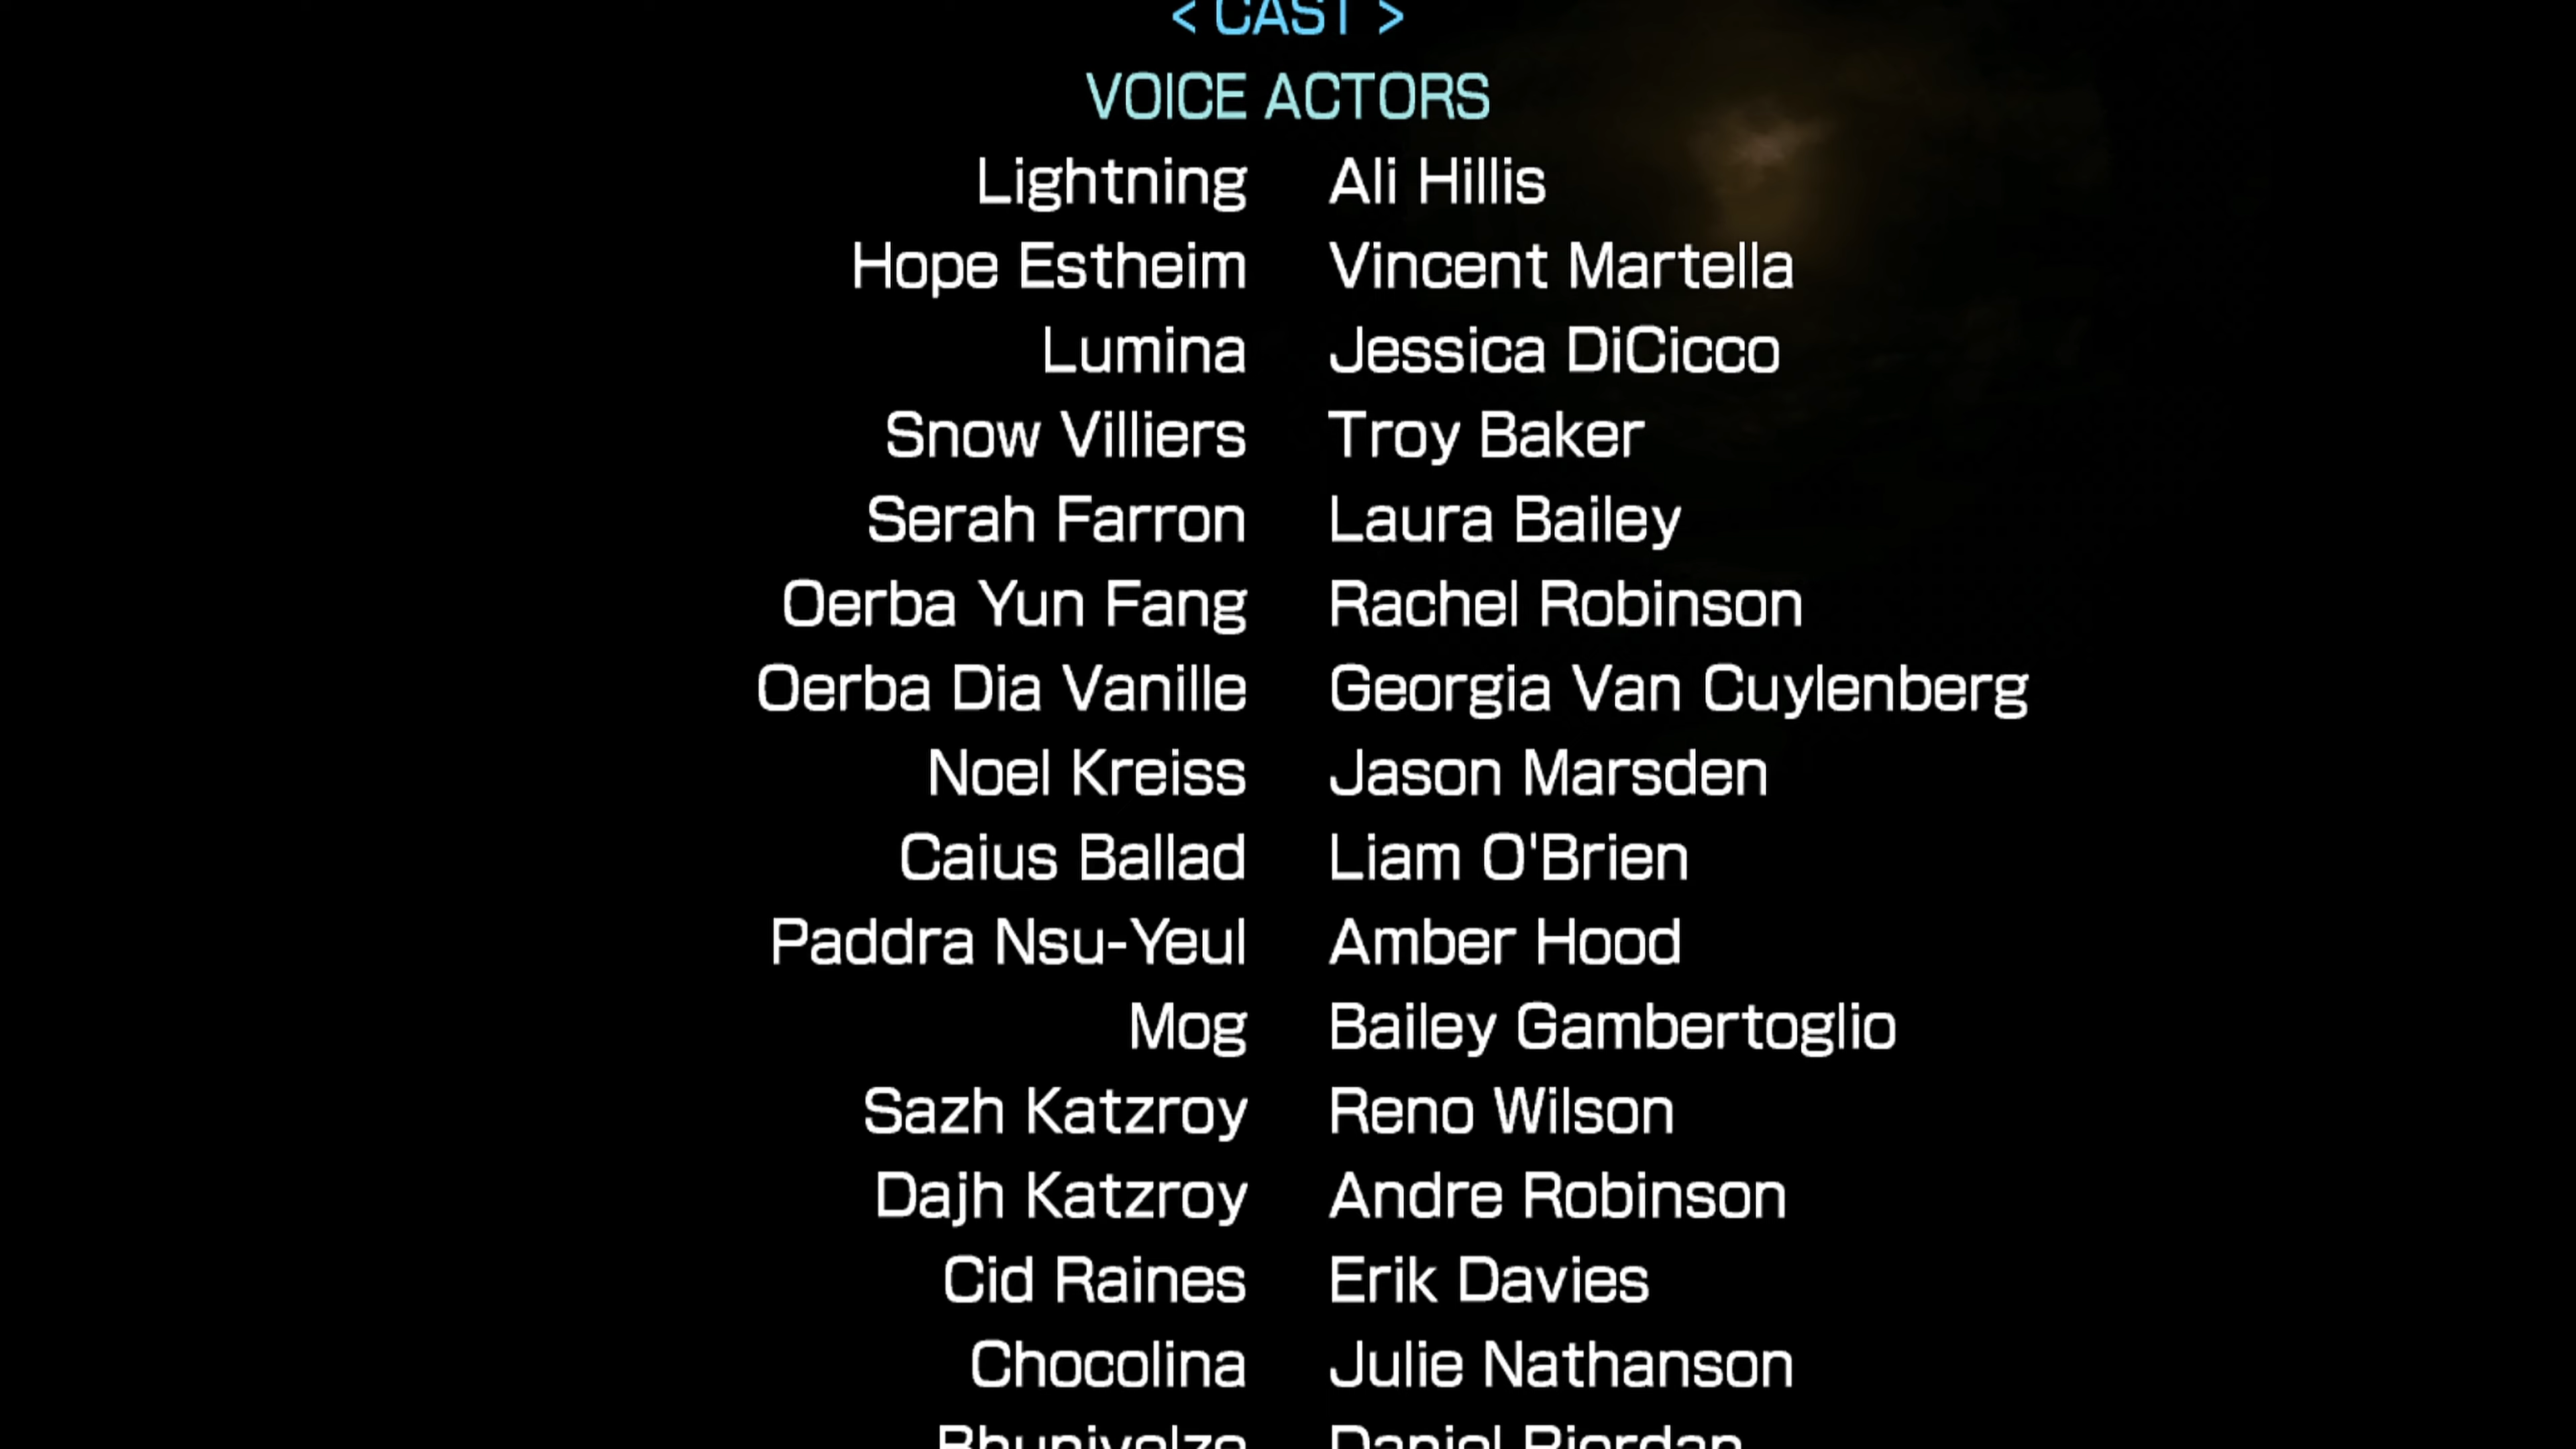 < CAST >
VOICE ACTORS
Lightning Ali Hillis
Hope Estheim Vincent Martella
Lumina Jessica DiCicco
Snow Villiers Troy Baker
Serah Farron Laura Bailey
Oerba Yun Fang Rachel Robinson
Oerba Dia Vanille Georgia Van Cuylenberg
Noel Kreiss Jason Marsden
Caius Ballad Liam O'Brien
Paddra Nsu-Yeul Amber Hood
Mog Bailey Gambertoglio
Sazh Katzroy Reno Wilson
Dajh Katzroy Andre Robinson
Cid Raines Erik Davies
Chocolina Julie Nathanson
Bhunivelze Daniel Riordan